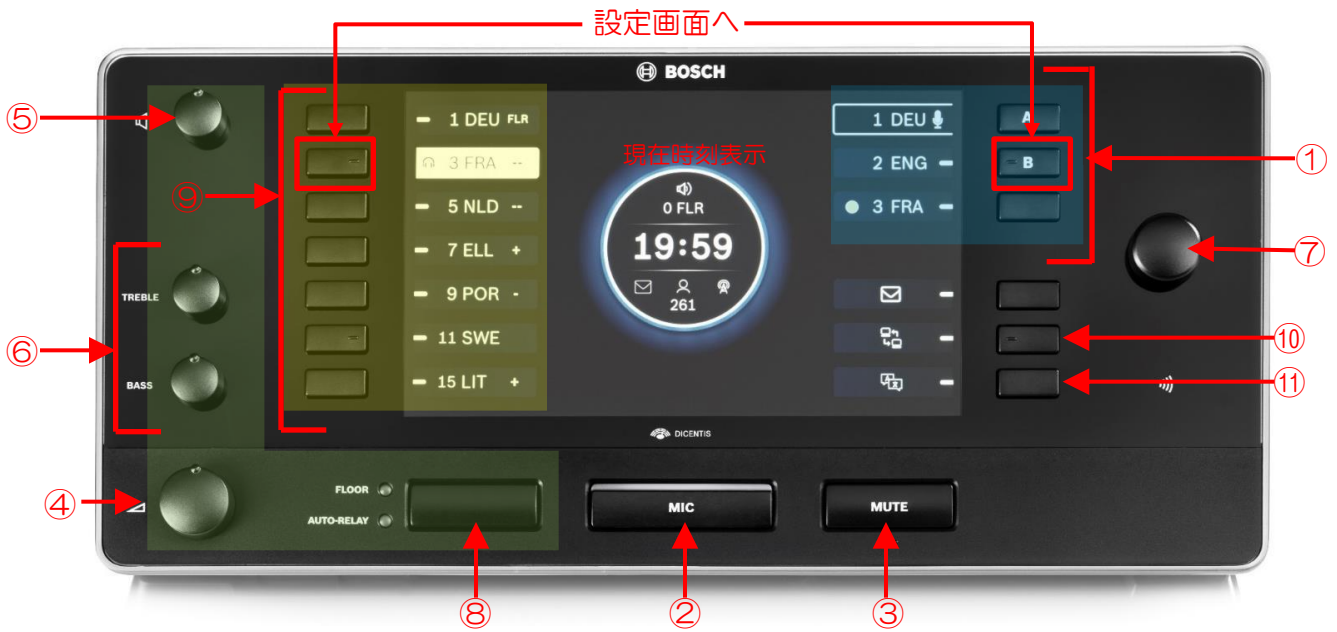 設定画面へ
BOSCH
⑤
1 DEU FLR
1 DEU
A
3 FRA --
現在時刻表示
2 ENG
B
①
⑨
5 NLD --
0 FLR
3 FRA
7 ELL +
19:59
⑦
TREBLE
9 POR -
261
⑥
11 SWE
⑩
BASS
15 LIT +
⑪
DICENTIS
④
FLOOR
AUTO-RELAY
MIC
MUTE
⑧
②
③